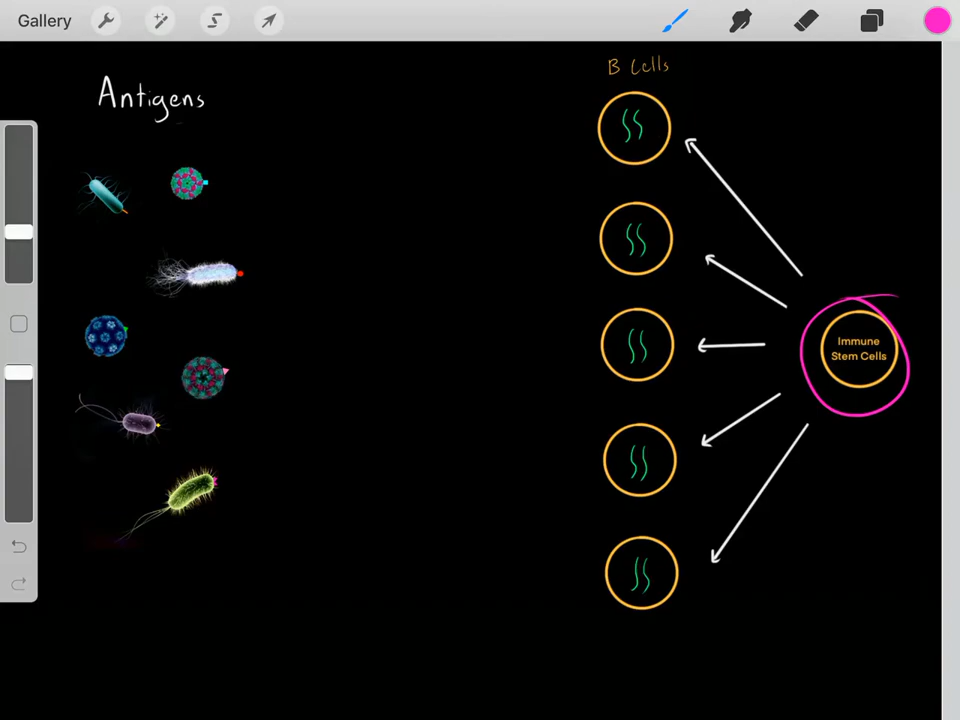 Gallery
B Cells
Antigens
Immune
Stem Cells